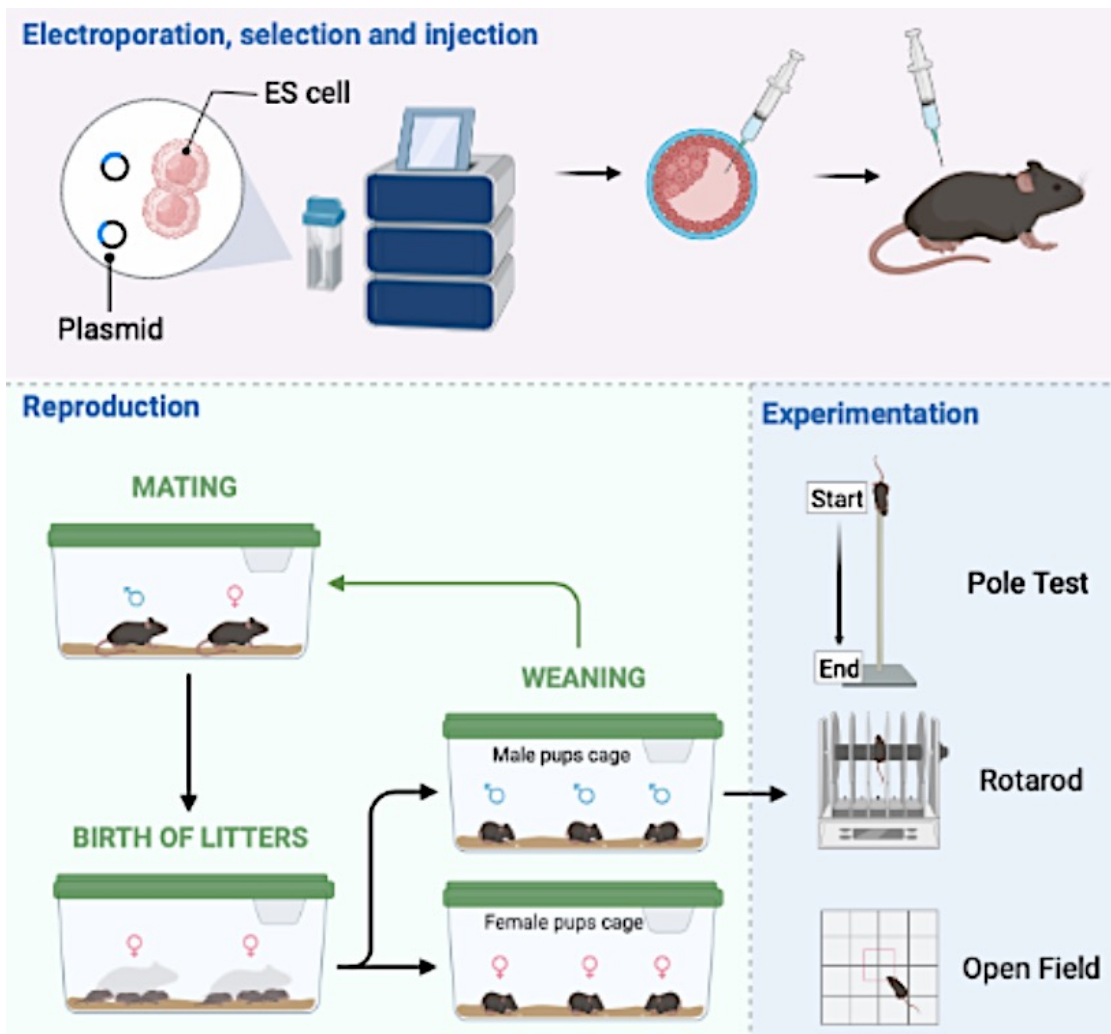 Electroporation, selection and injection
ES cell
Plasmid
Reproduction
MATING
WEANING
Male pups cage
BIRTH OF LITTERS
Female pups cage
Experimentation
Start
Pole Test
End
Rotarod
Open Field